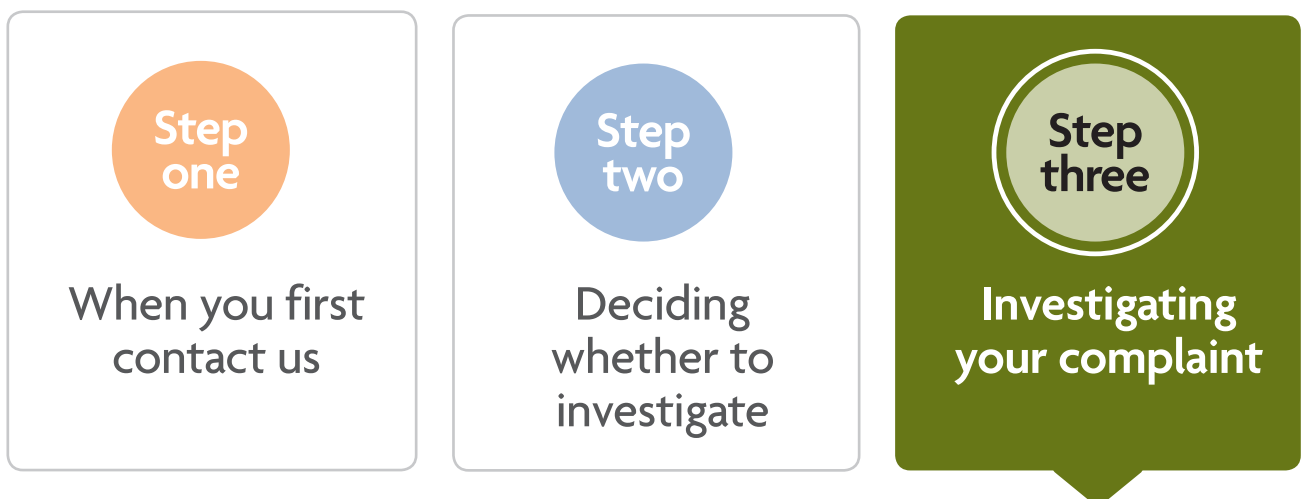 Step
one
When you first
contact us
Step
two
Deciding
whether to
investigate
Step
three
Investigating
your complaint